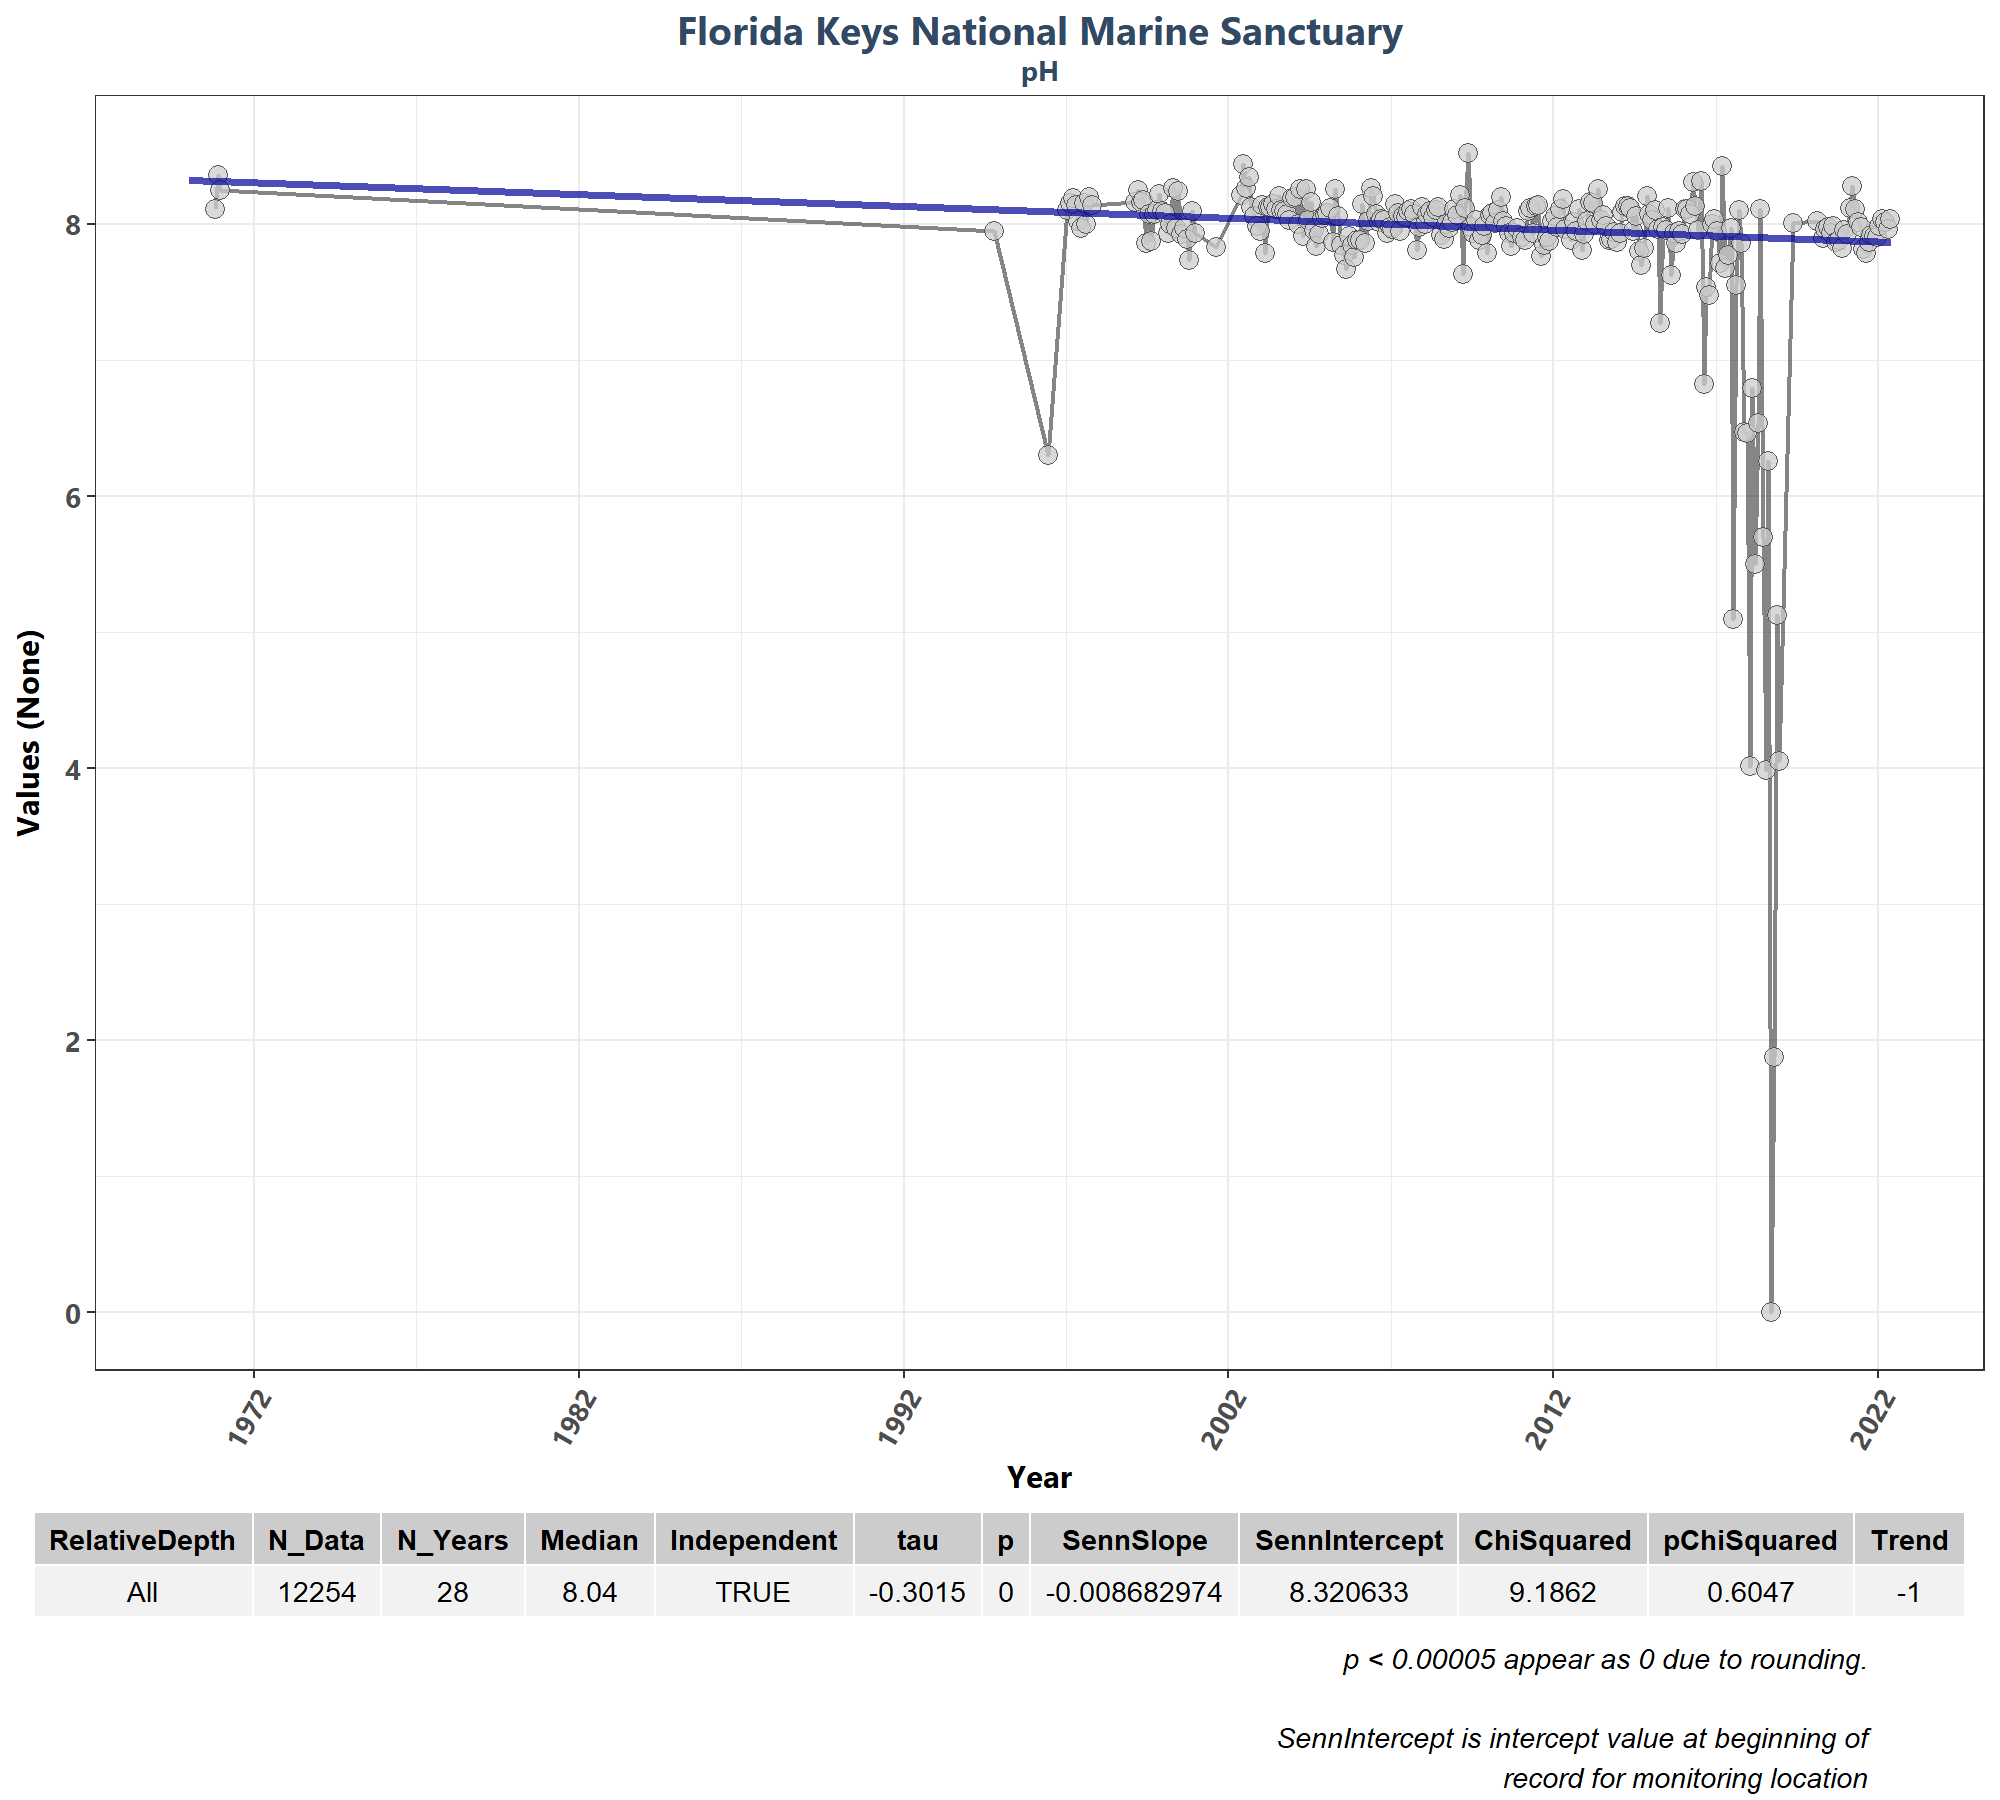 Florida Keys National Marine Sanctuary
pH
Values (None)
8
6
4
2
0
1972
1982
1992
2002
2012
2022
Year
RelativeDepth N_Data N_Years Median Independent tau p SennSlope SennIntercept ChiSquared pChiSquared Trend
All 12254 28 8.04 TRUE -0.3015 0 -0.008682974 8.320633 9.1862 0.6047 -1
p < 0.00005 appear as 0 due to rounding.
SennIntercept is intercept value at beginning of
record for monitoring location